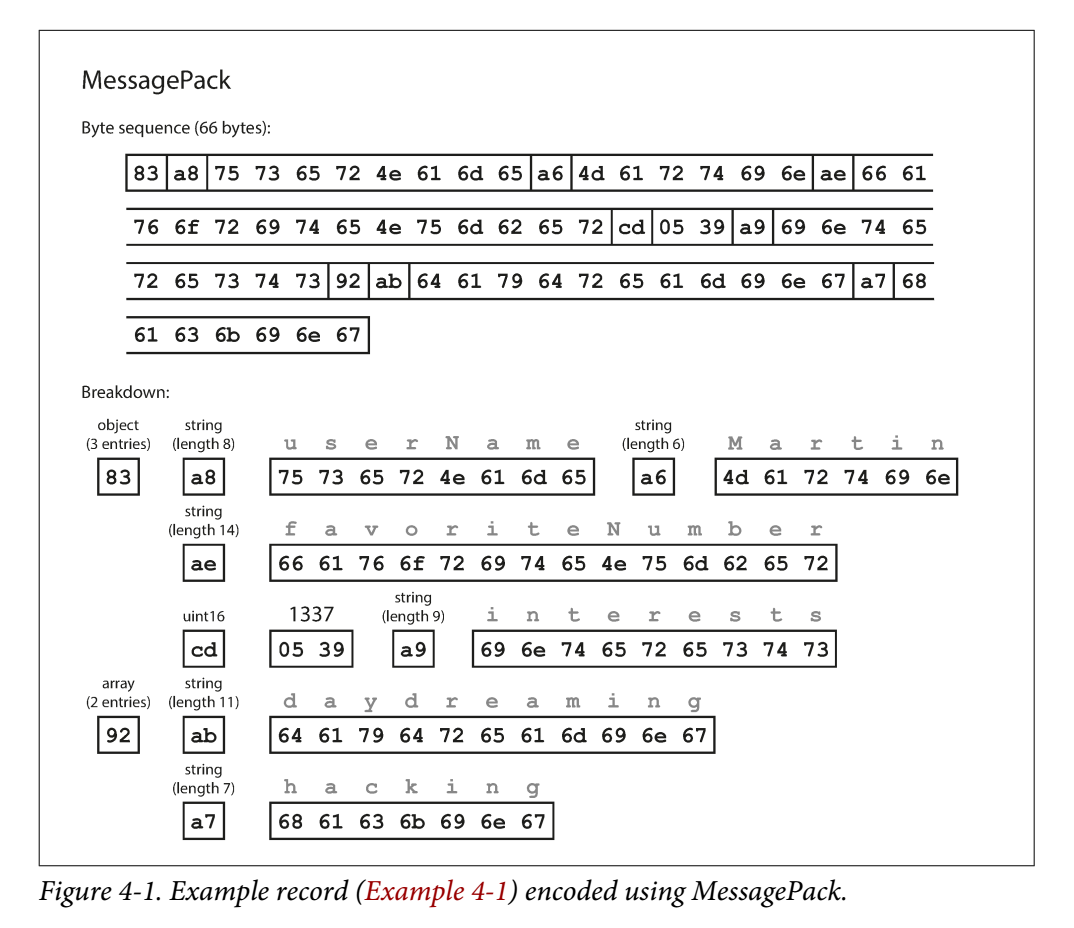 MessagePack
Byte sequence (66 bytes):
83 a8 75 73 65 72 4e 61 6d 65 a6 4d 61 72 74 69 6e ae 66 61
76 6f 72 69 74 65 4e 75 6d 62 65 72 cd 05 39 a9 69 6e 74 65
72 65 73 74 73 92 ab 64 61 79 64 72 65 61 6d 69 6e 67 a7 68
61 63 6b 69 6e 67
Breakdown:
object string string
(3 entries) (length 8) u s e r N a m e (length 6) M a r t i n
83 a8 75 73 65 72 4e 61 6d 65 a6 4d 61 72 74 69 6e
string
(length 14) f a v o r i t e N u m b e r
ae 66 61 76 6f 72 69 74 65 4e 75 6d 62 65 72
string
uint16 1337 (length 9) i n t e r e s t s
cd 05 39 a9 69 6e 74 65 72 65 73 74 73
array string
(2 entries) (length 11) d a y d r e a m i n g
92 ab 64 61 79 64 72 65 61 6d 69 6e 67
string
(length 7) h a c k i n g
a7 68 61 63 6b 69 6e 67
Figure 4-1. Example record (Example 4-1) encoded using MessagePack.